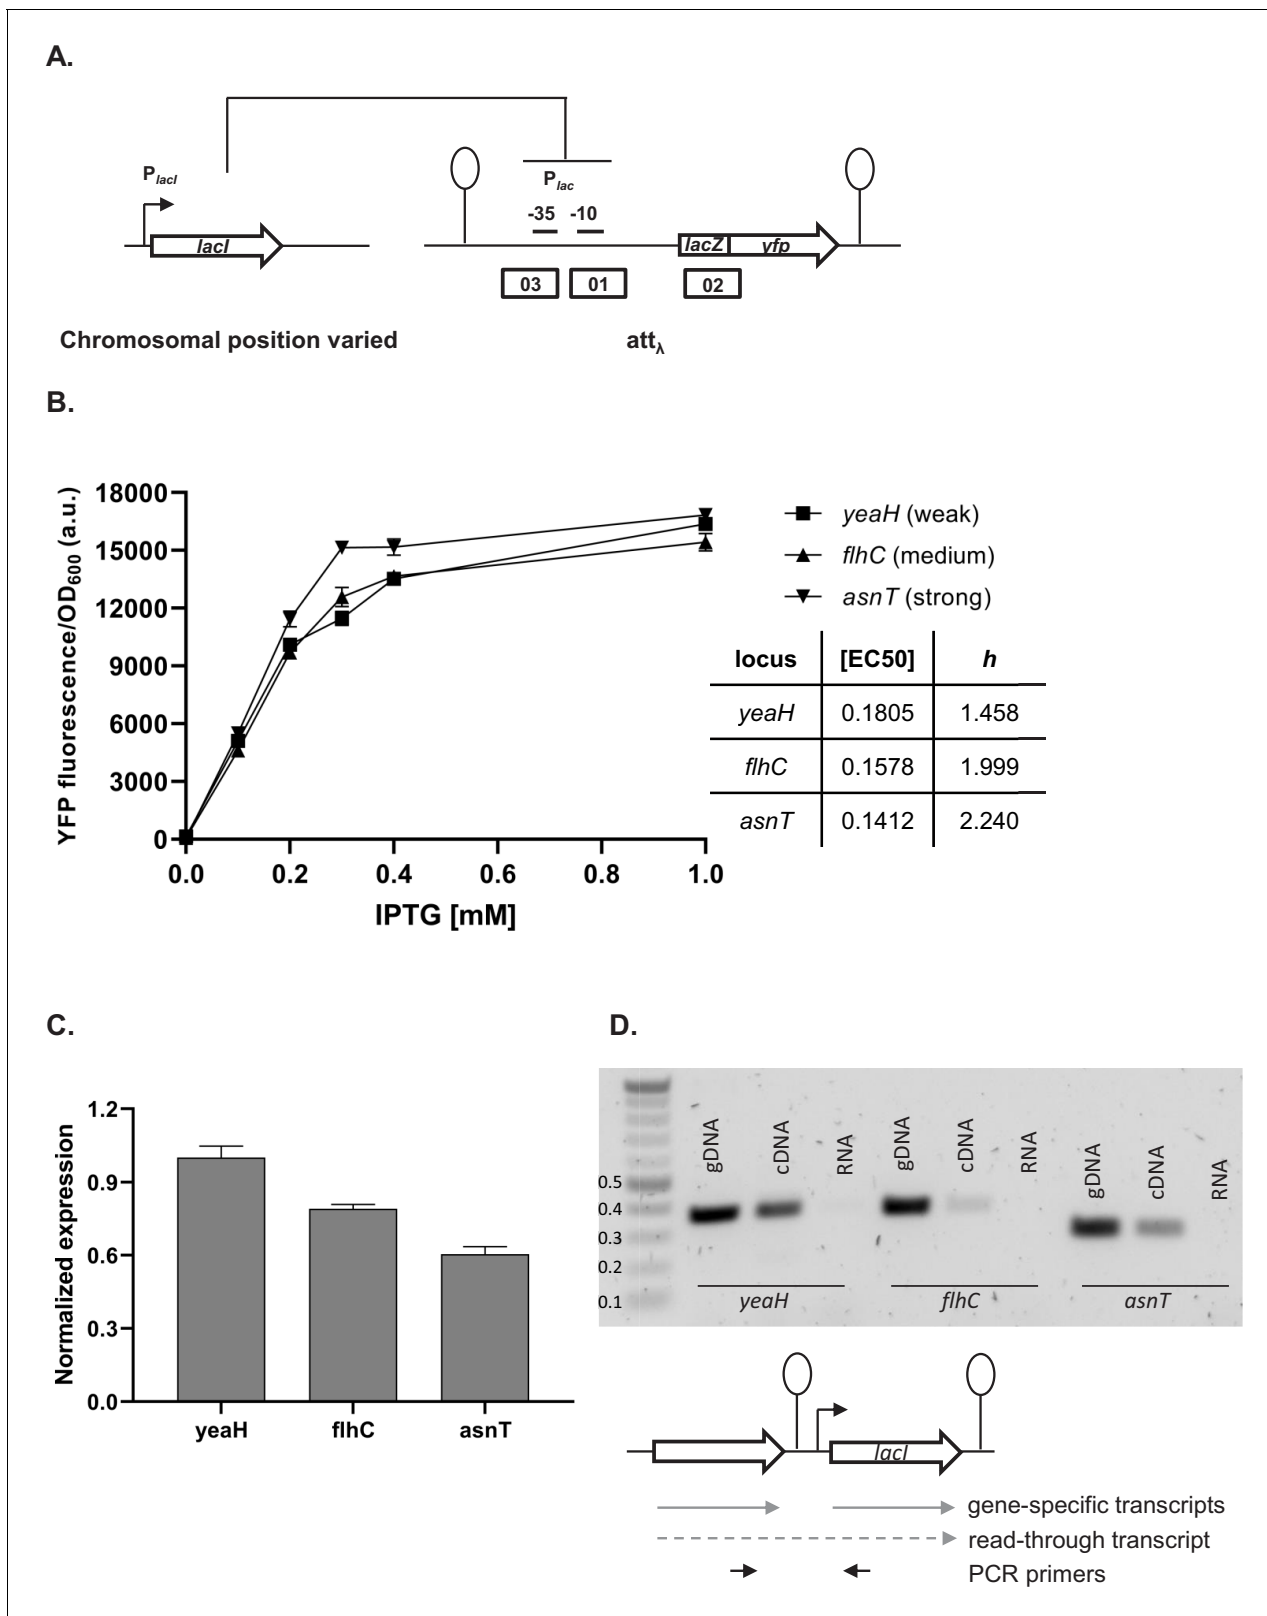 A.
P_lacI
lacI
P_lac
-35 -10
lacZ yfp
03 01 02
Chromosomal position varied
att_λ
B.
YFP fluorescence/OD_600 (a.u.)
18000
15000
12000
9000
6000
3000
0
0.0 0.2 0.4 0.6 0.8 1.0
IPTG [mM]
yeaH (weak)
flhC (medium)
asnT (strong)
locus [EC50] h
yeaH 0.1805 1.458
flhC 0.1578 1.999
asnT 0.1412 2.240
C.
Normalized expression
1.2
0.9
0.6
0.3
0.0
yeaH flhC asnT
D.
gDNA cDNA RNA gDNA cDNA RNA gDNA cDNA RNA
0.5
0.4
0.3
0.2
0.1
yeaH flhC asnT
lacI
gene-specific transcripts
read-through transcript
PCR primers